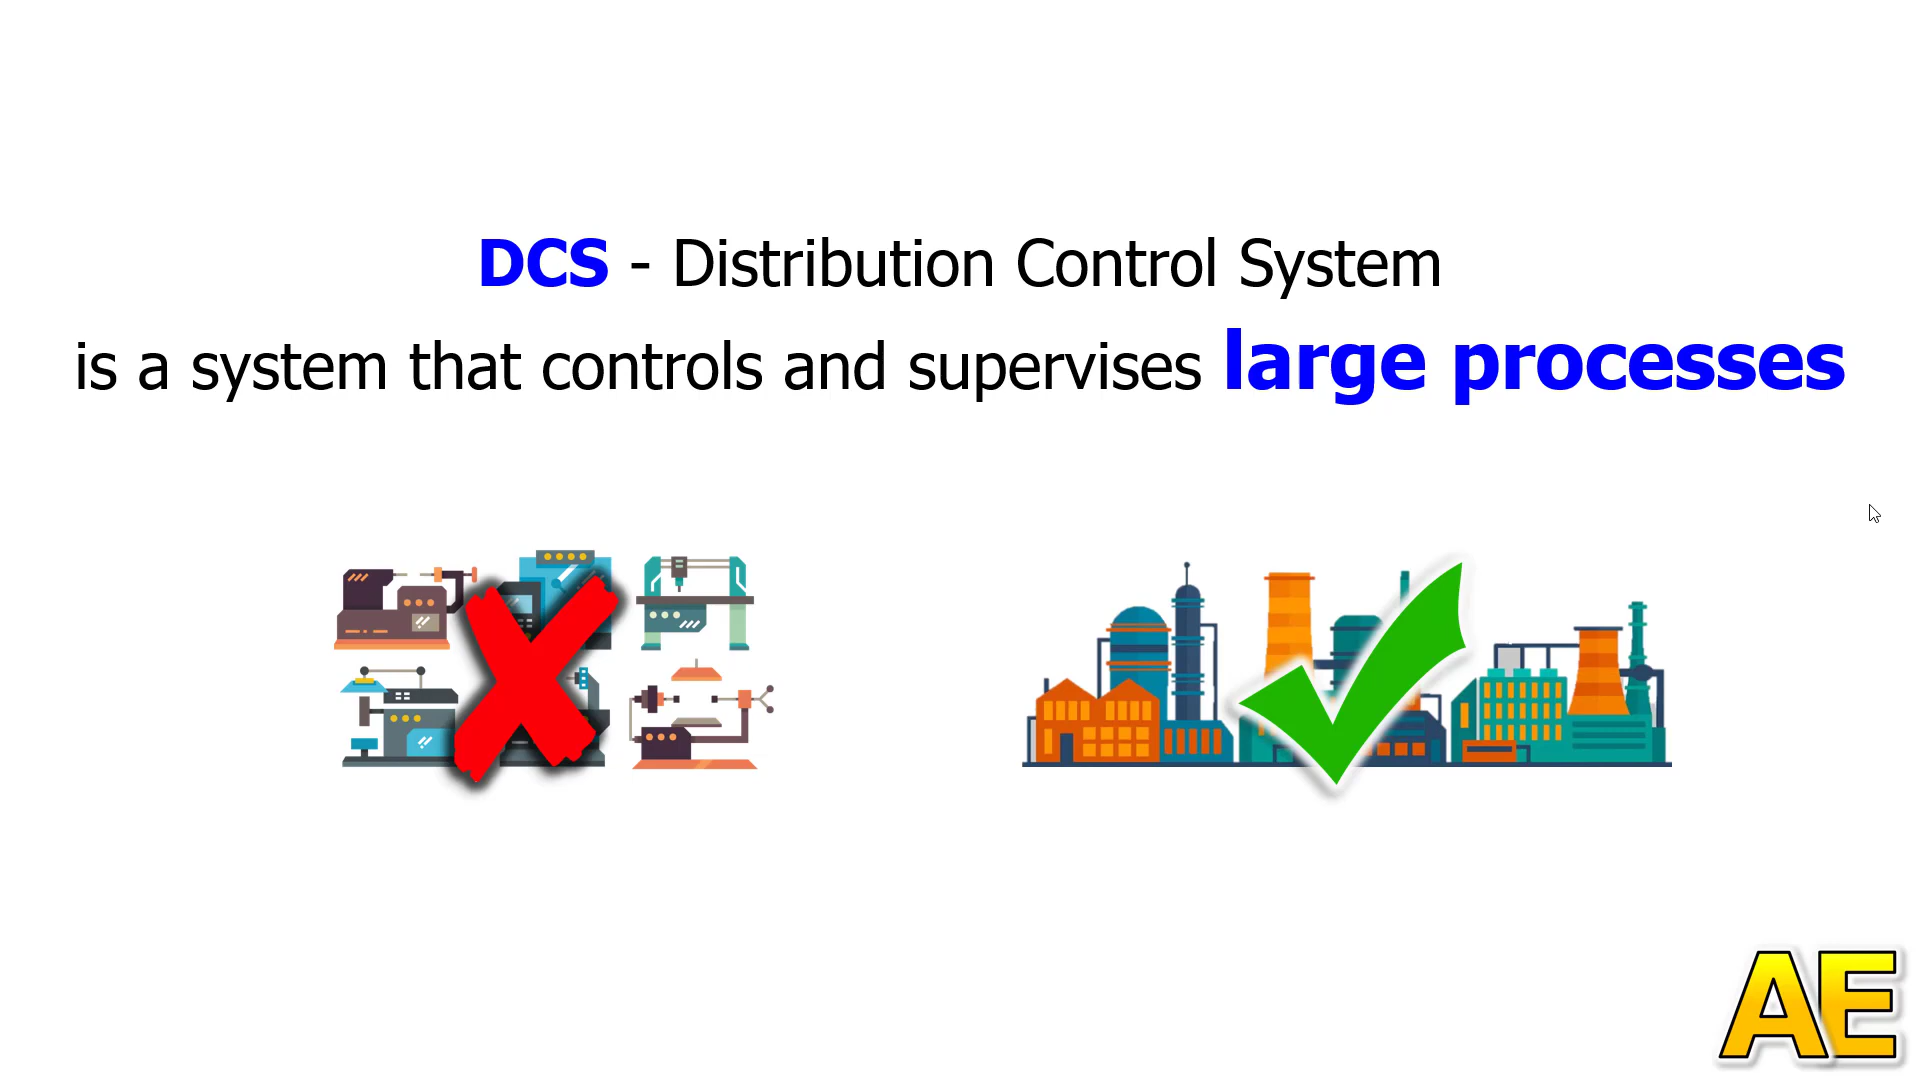 DCS - Distribution Control System
is a system that controls and supervises large processes
AE